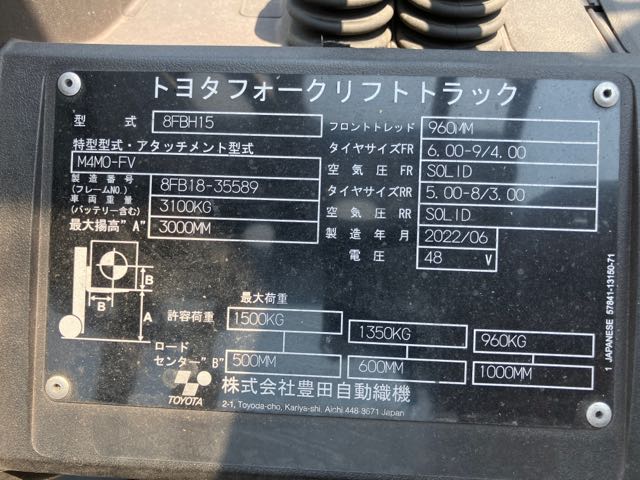 トヨタフォークリフトトラック
型式 8FBH15
特型型式・アタッチメント型式
M4M0-FV
製造番号
(フレームNO.) 8FB18-35589
車両重量
(バッテリー含む) 3100KG
最大揚高"A" 3000MM
フロントトレッド 960MM
タイヤサイズFR 6.00-9/4.00
空気圧FR SOLID
タイヤサイズRR 5.00-8/3.00
空気圧RR SOLID
製造年月 2022/06
電圧 48 V
B
B
A
最大荷重
許容荷重 1500KG 1350KG 960KG
ロード
センター"B" 500MM 600MM 1000MM
TOYOTA
株式会社豊田自動織機
2-1, Toyoda-cho, Kariya-shi, Aichi 448-8671 Japan
1 JAPANESE 57841-13150-71